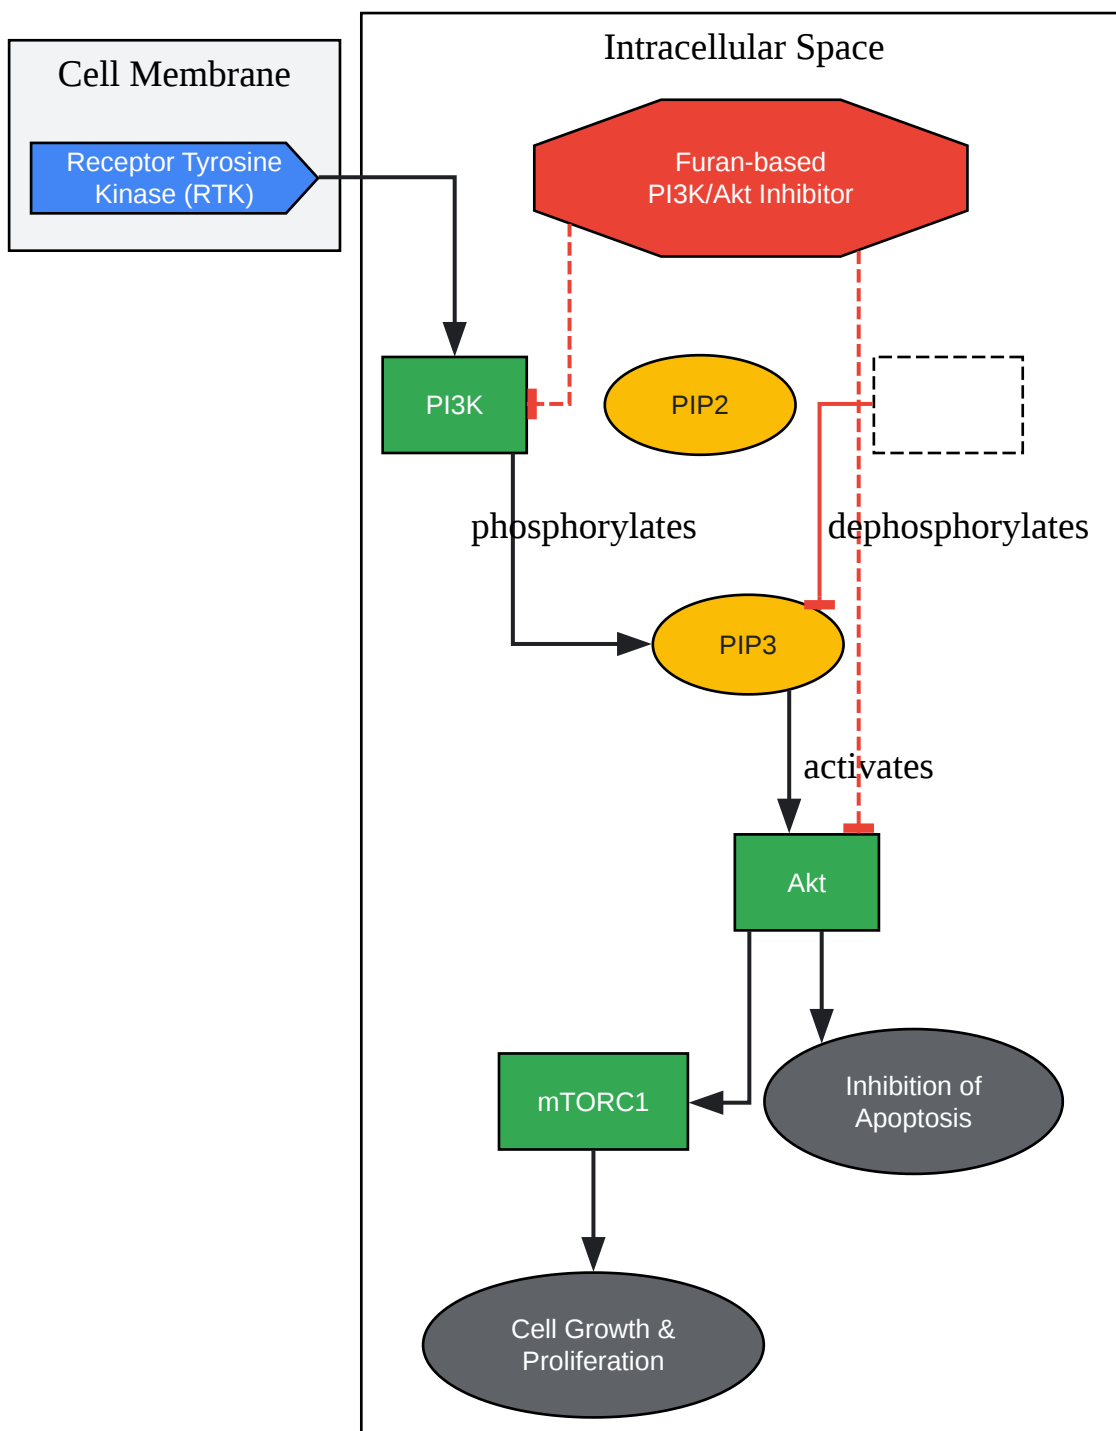 Intracellular Space
Cell Membrane
Receptor Tyrosine
Kinase (RTK)
Furan-based
PI3K/Akt Inhibitor
PI3K
PIP2
phosphorylates
dephosphorylates
PIP3
activates
Akt
mTORC1
Inhibition of
Apoptosis
Cell Growth &
Proliferation